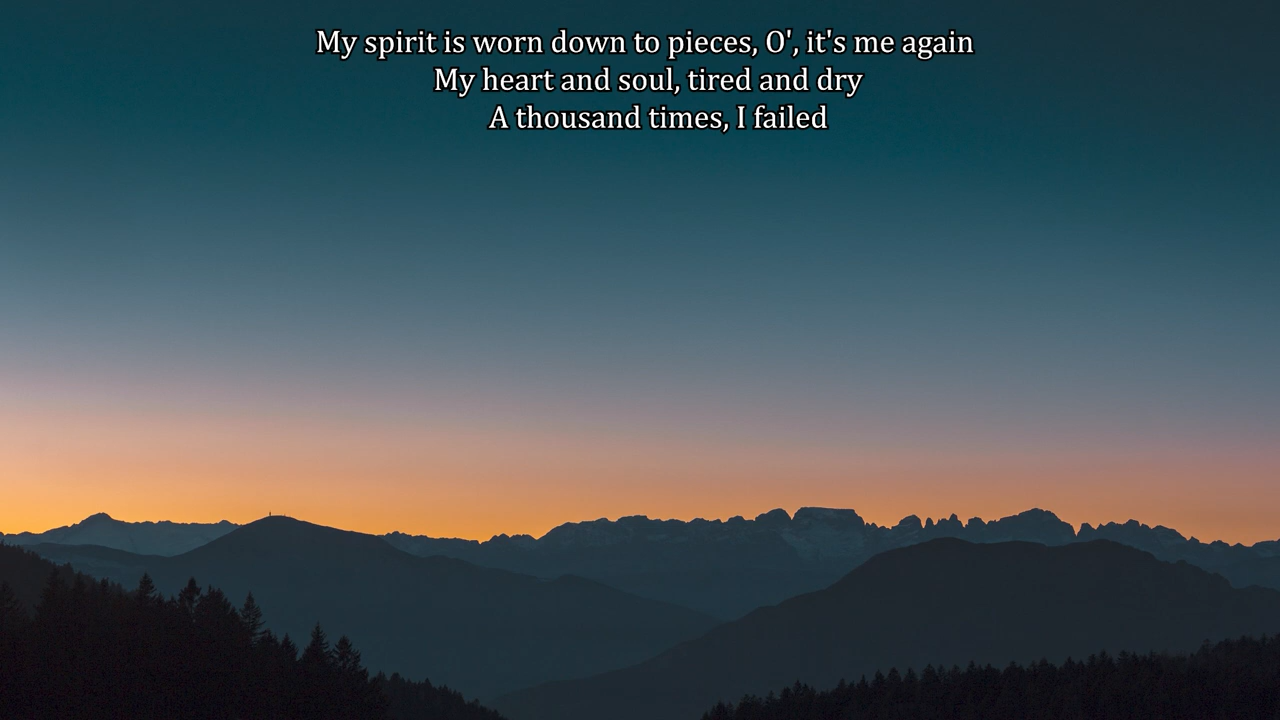 My spirit is worn down to pieces, O', it's me again
My heart and soul, tired and dry
A thousand times, I failed